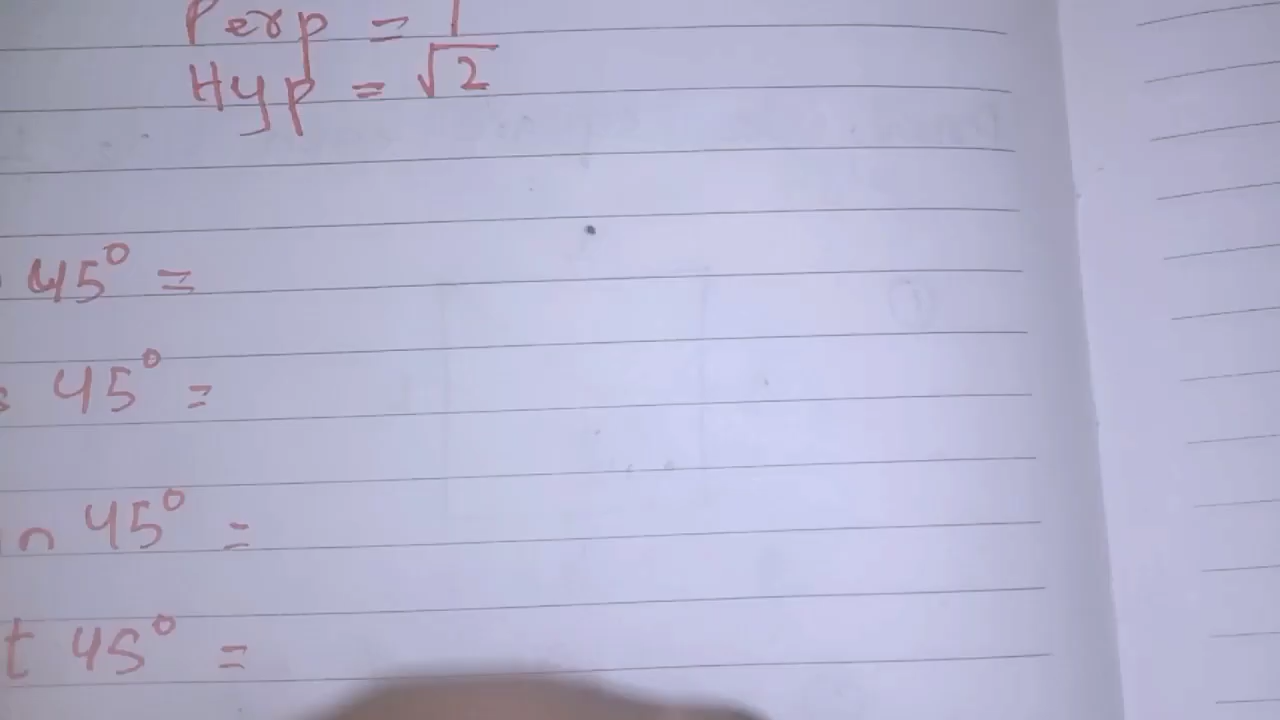 Perp = 1
Hyp = √2
45° =
45° =
n 45° =
t 45° =